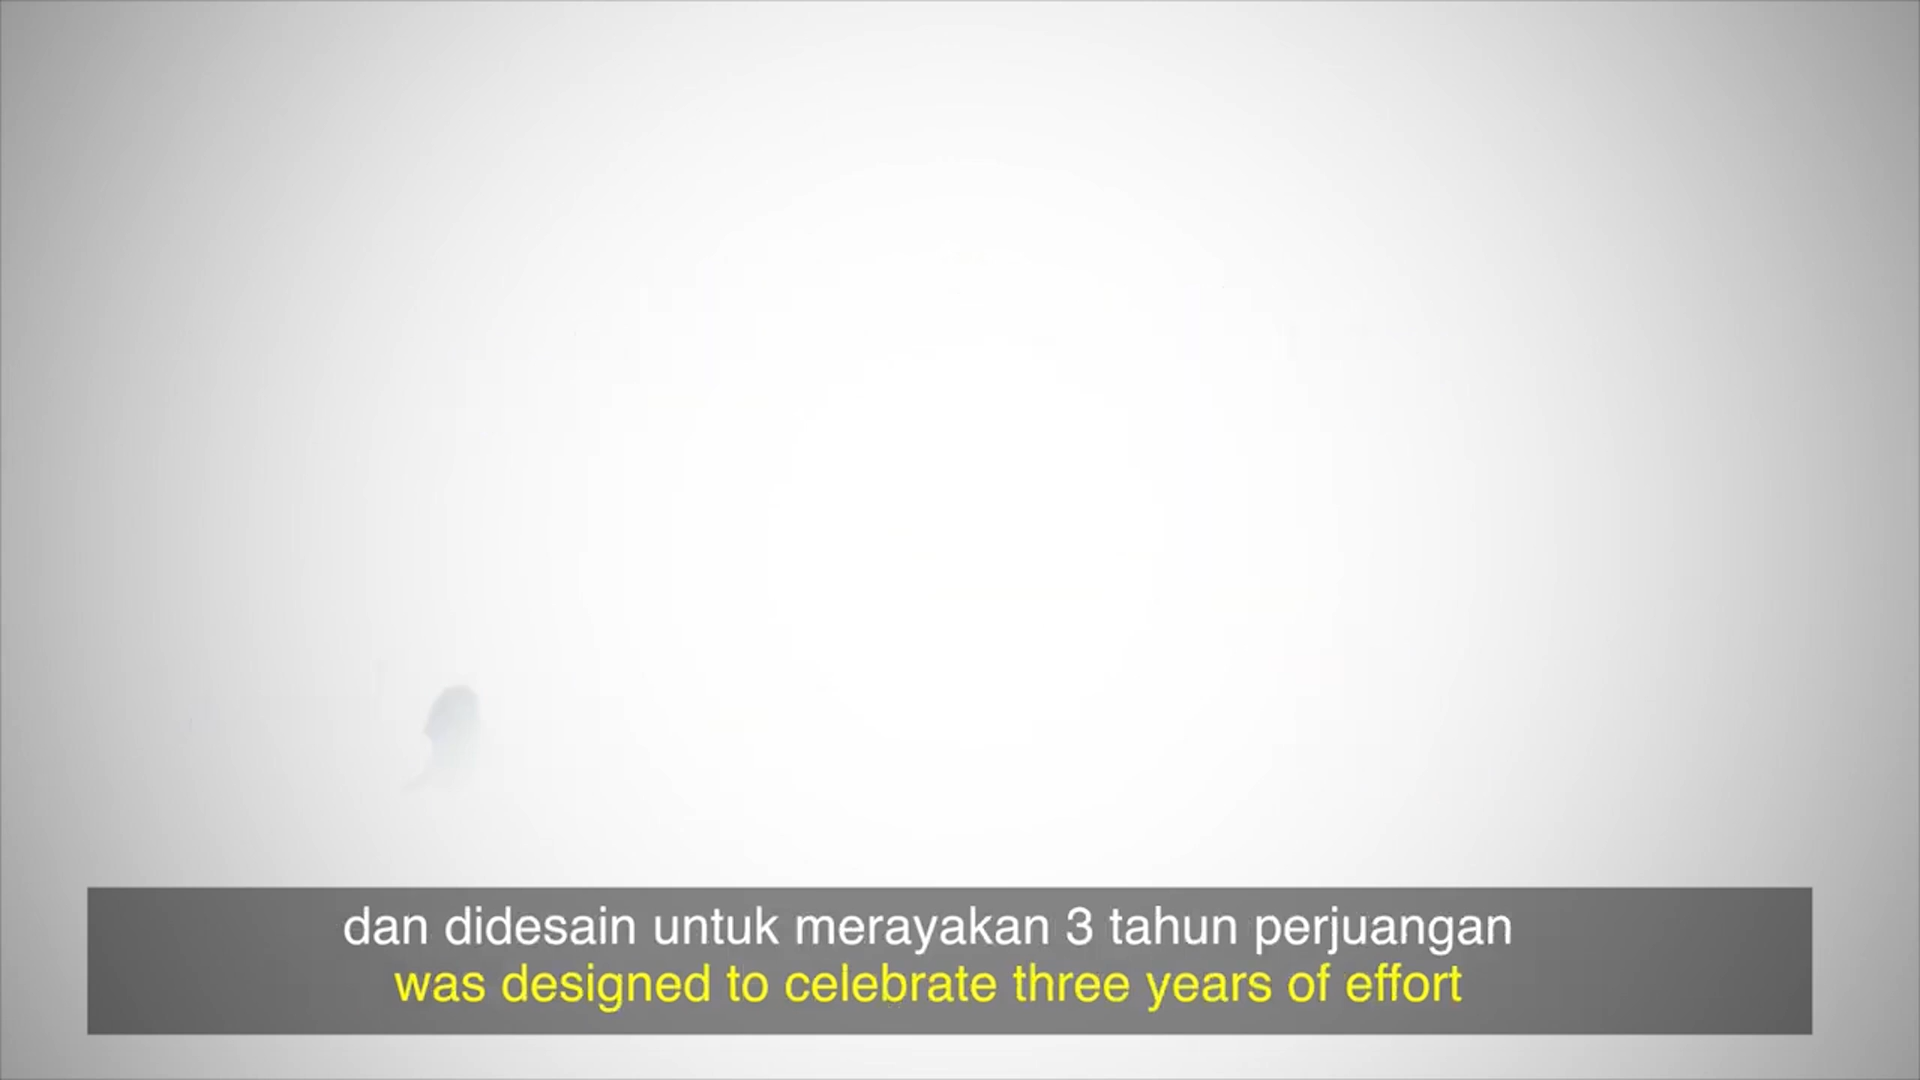 dan didesain untuk merayakan 3 tahun perjuangan
was designed to celebrate three years of effort